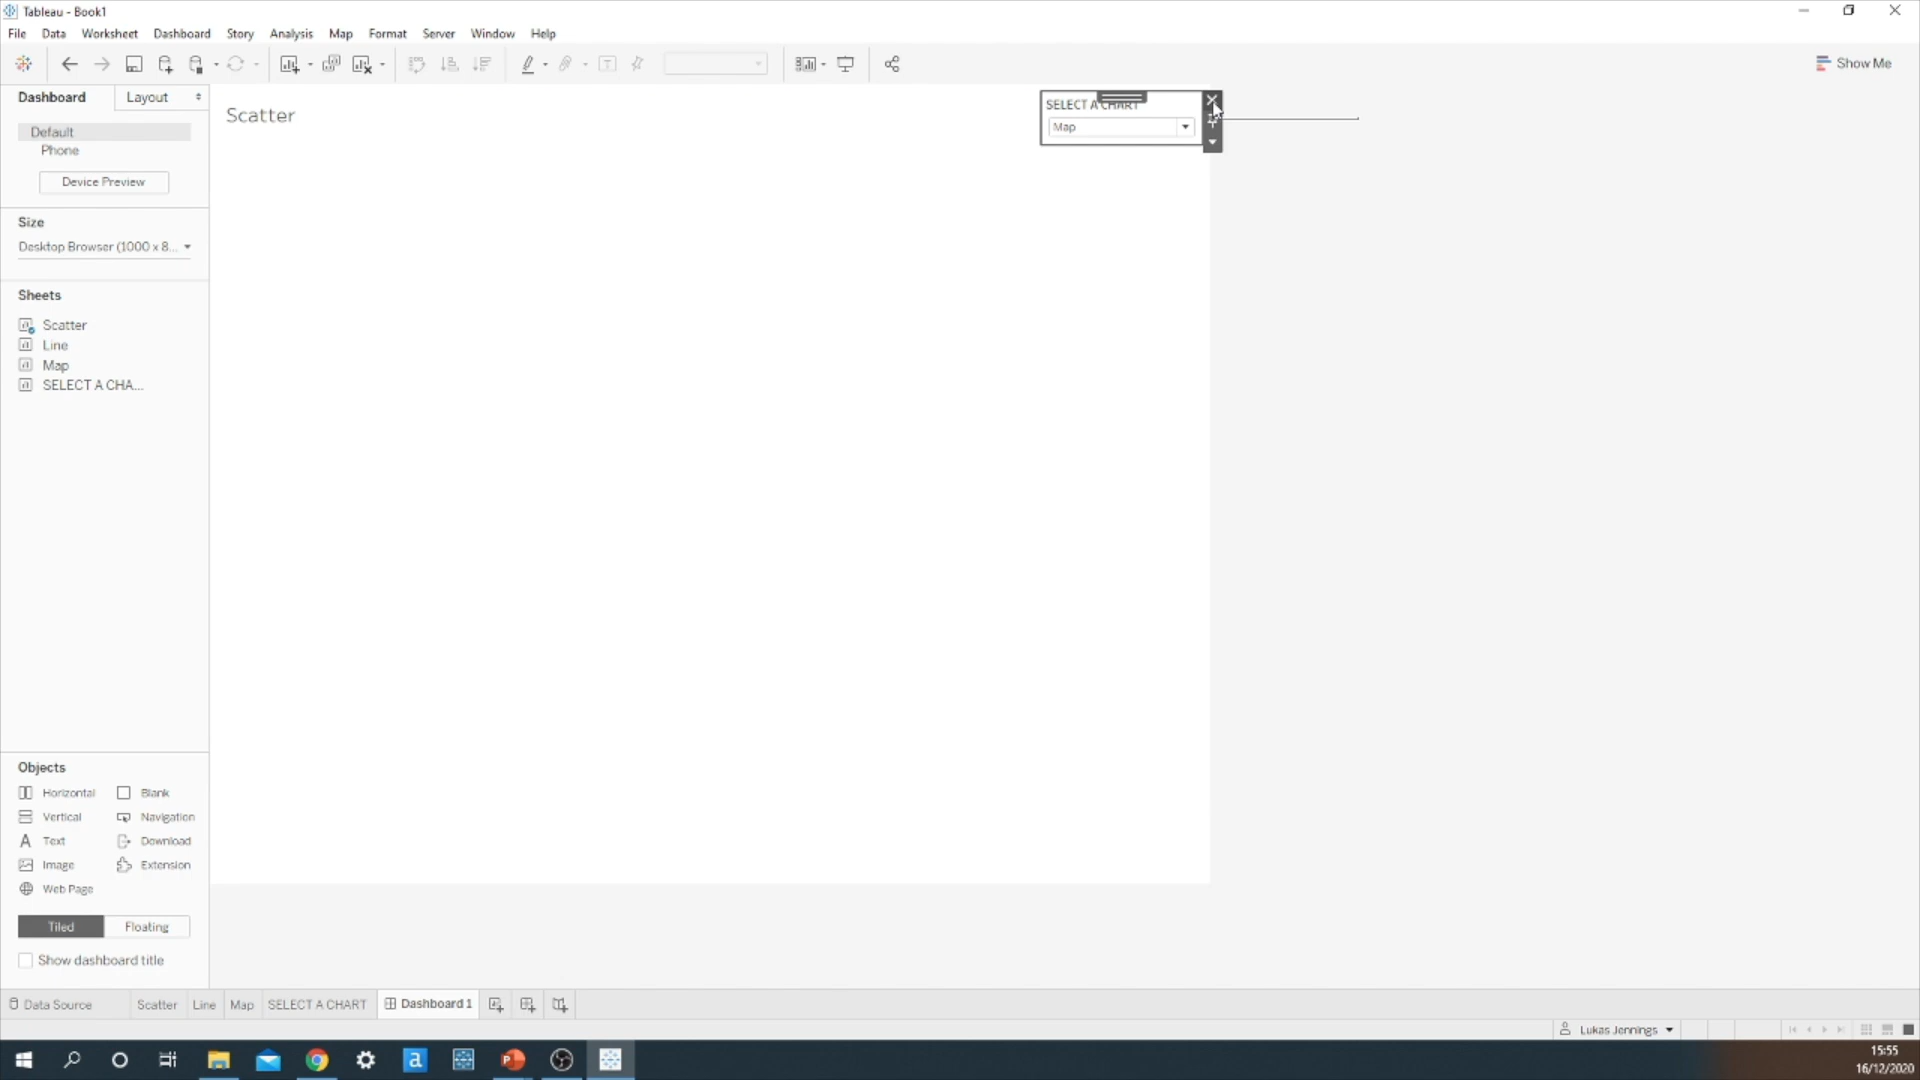 Tableau - Book1
File Data Worksheet Dashboard Story Analysis Map Format Server Window Help
Show Me
Dashboard Layout
Default
Phone
Device Preview
Size
Desktop Browser (1000 x 8...
Sheets
Scatter
Line
Map
SELECT A CHA...
Scatter
SELECT A CHART
Map
Objects
Horizontal Blank
Vertical Navigation
Text Download
Image Extension
Web Page
Tiled Floating
Show dashboard title
Data Source Scatter Line Map SELECT A CHART Dashboard 1
Lukas Jennings
15:55
16/12/2020